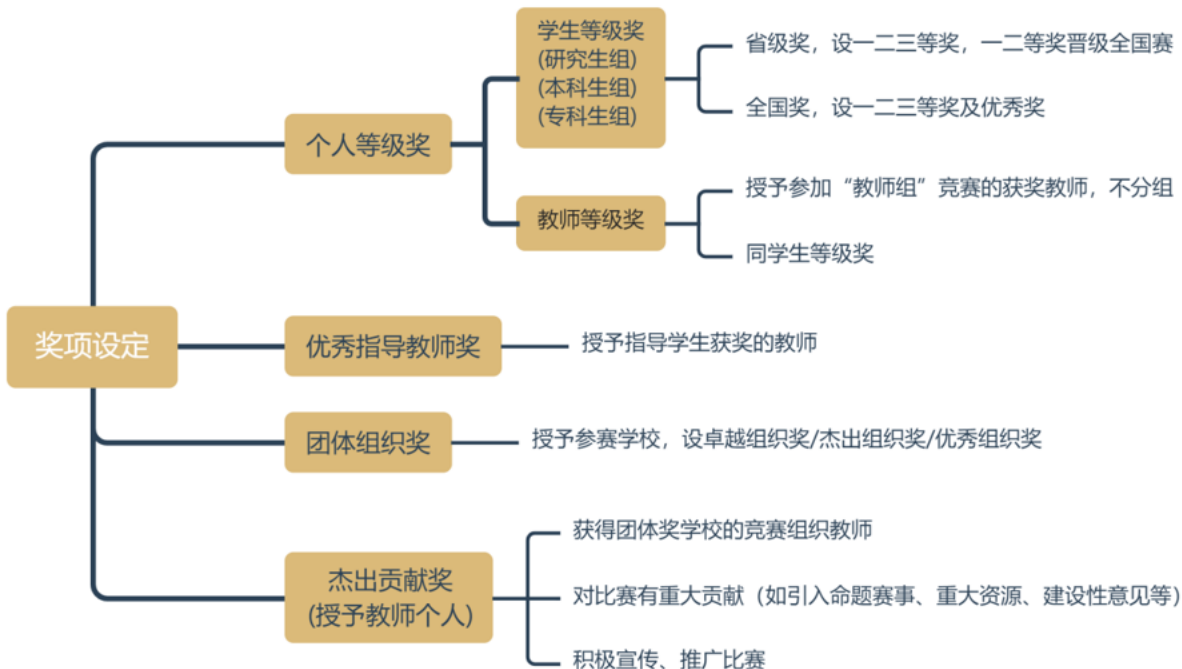 奖项设定
个人等级奖
学生等级奖
(研究生组)
(本科生组)
(专科生组)
省级奖，设一二三等奖，一二等奖晋级全国赛
全国奖，设一二三等奖及优秀奖
教师等级奖
授予参加“教师组”竞赛的获奖教师，不分组
同学生等级奖
优秀指导教师奖
授予指导学生获奖的教师
团体组织奖
授予参赛学校，设卓越组织奖/杰出组织奖/优秀组织奖
杰出贡献奖
(授予教师个人)
获得团体奖学校的竞赛组织教师
对比赛有重大贡献（如引入命题赛事、重大资源、建设性意见等）
积极宣传、推广比赛